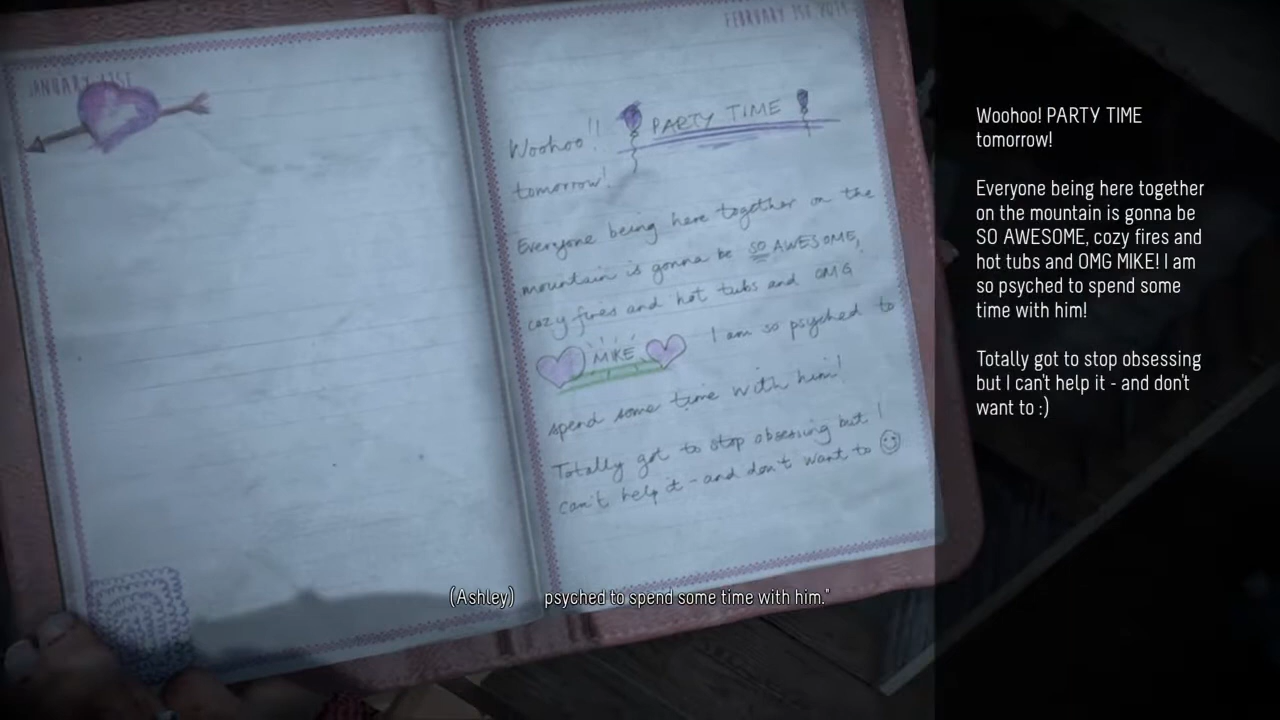 JANUARY 31ST
FEBRUARY 1ST 2014
Woohoo!! PARTY TIME
tomorrow!
Everyone being here together on the
mountain is gonna be SO AWESOME,
cozy fires and hot tubs and OMG
MIKE I am so psyched to
spend some time with him!
Totally got to stop obsessing but I
can't help it - and don't want to
Woohoo! PARTY TIME
tomorrow!
Everyone being here together
on the mountain is gonna be
SO AWESOME, cozy fires and
hot tubs and OMG MIKE! I am
so psyched to spend some
time with him!
Totally got to stop obsessing
but I can't help it - and don't
want to :)
(Ashley) psyched to spend some time with him."